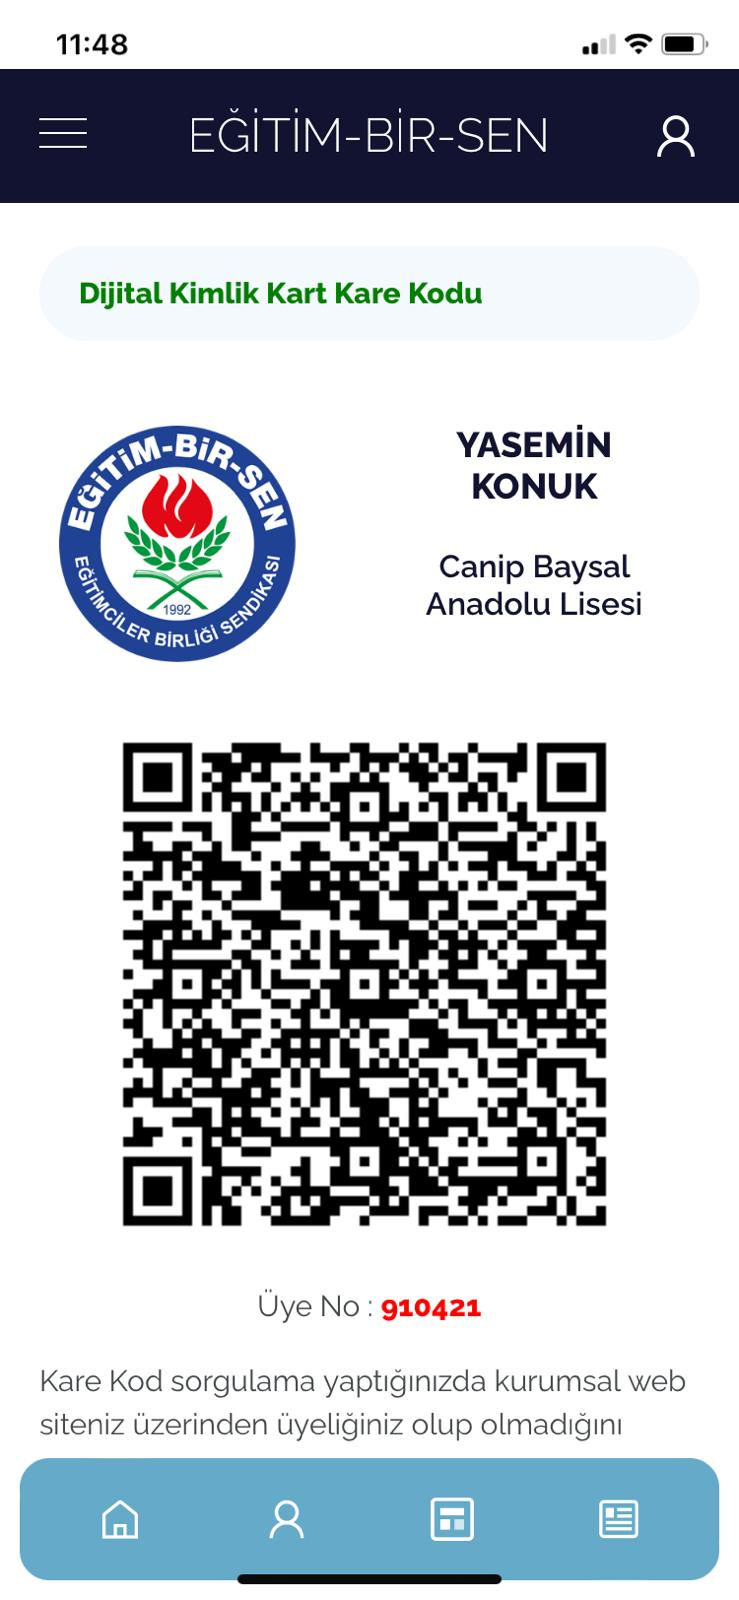 11:48
EĞİTİM-BİR-SEN
Dijital Kimlik Kart Kare Kodu
EĞİTİM-BİR-SEN
EĞİTİMCİLER BİRLİĞİ SENDİKASI
1992
YASEMİN
KONUK
Canip Baysal
Anadolu Lisesi
Üye No : 910421
Kare Kod sorgulama yaptığınızda kurumsal web
siteniz üzerinden üyeliğiniz olup olmadığını